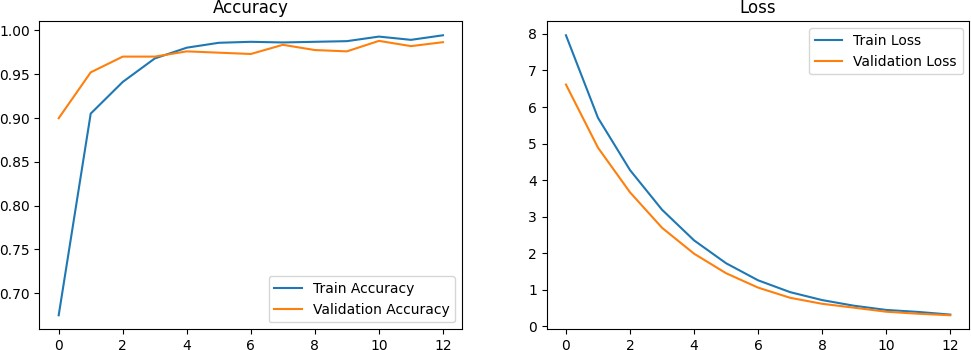 Accuracy
1.00
0.95
0.90
0.85
0.80
0.75
0.70
0 2 4 6 8 10 12
Train Accuracy
Validation Accuracy
Loss
8
7
6
5
4
3
2
1
0
0 2 4 6 8 10 12
Train Loss
Validation Loss